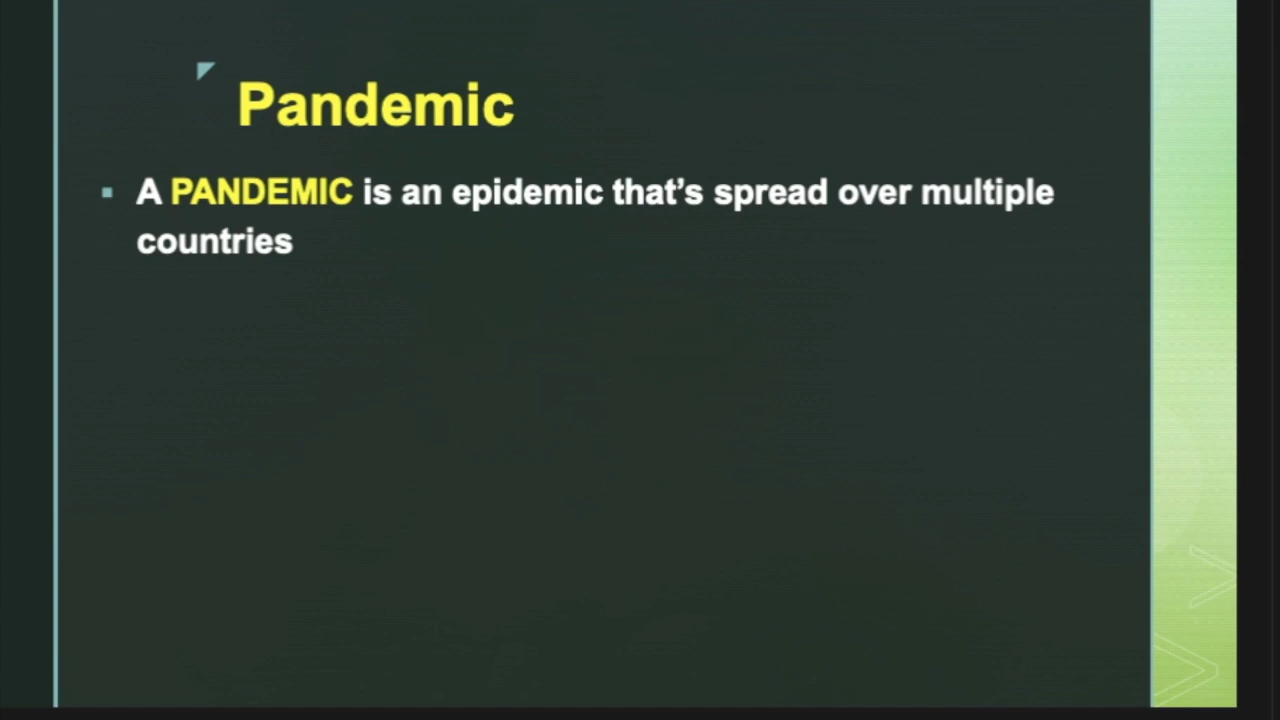 Pandemic
A PANDEMIC is an epidemic that’s spread over multiple
countries